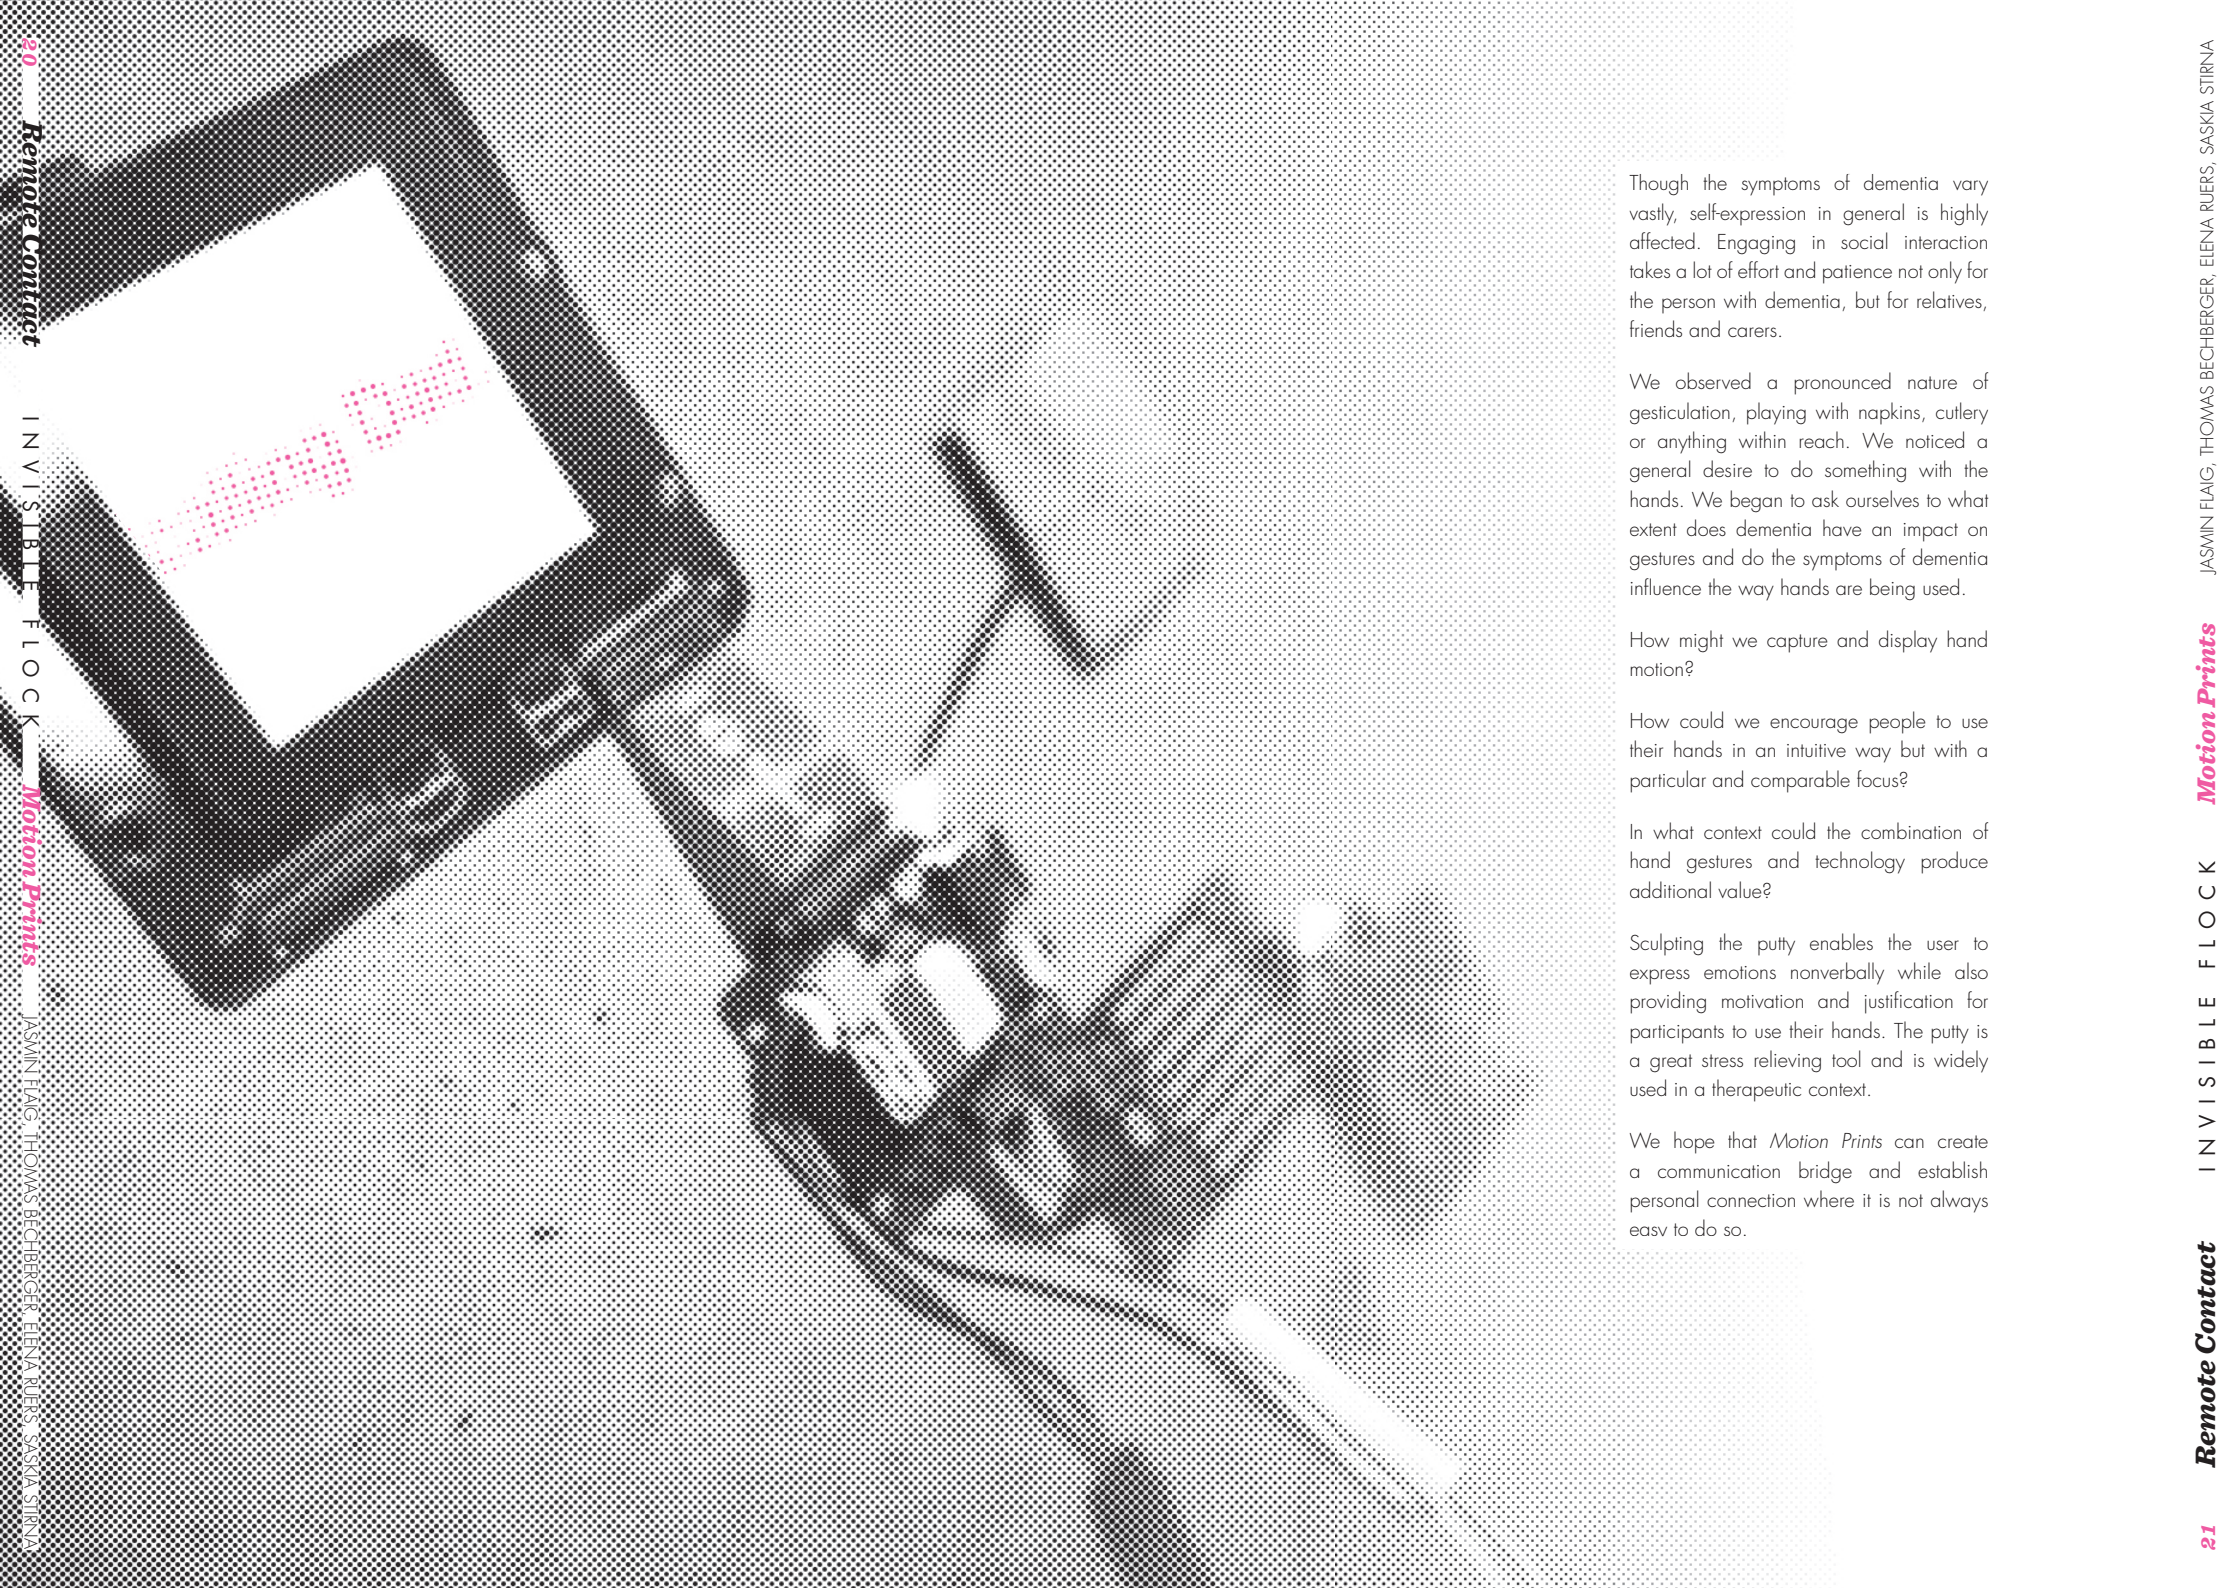 20 Remote Contact INVISIBLE FLOCK Motion Prints JASMIN FLAIG, THOMAS BECHBERGER, ELENA RUERS, SASKIA STIRNA
Though the symptoms of dementia vary
vastly, self-expression in general is highly
affected. Engaging in social interaction
takes a lot of effort and patience not only for
the person with dementia, but for relatives,
friends and carers.
We observed a pronounced nature of
gesticulation, playing with napkins, cutlery
or anything within reach. We noticed a
general desire to do something with the
hands. We began to ask ourselves to what
extent does dementia have an impact on
gestures and do the symptoms of dementia
influence the way hands are being used.
How might we capture and display hand
motion?
How could we encourage people to use
their hands in an intuitive way but with a
particular and comparable focus?
In what context could the combination of
hand gestures and technology produce
additional value?
Sculpting the putty enables the user to
express emotions nonverbally while also
providing motivation and justification for
participants to use their hands. The putty is
a great stress relieving tool and is widely
used in a therapeutic context.
We hope that Motion Prints can create
a communication bridge and establish
personal connection where it is not always
easy to do so.
21 Remote Contact INVISIBLE FLOCK Motion Prints JASMIN FLAIG, THOMAS BECHBERGER, ELENA RUERS, SASKIA STIRNA